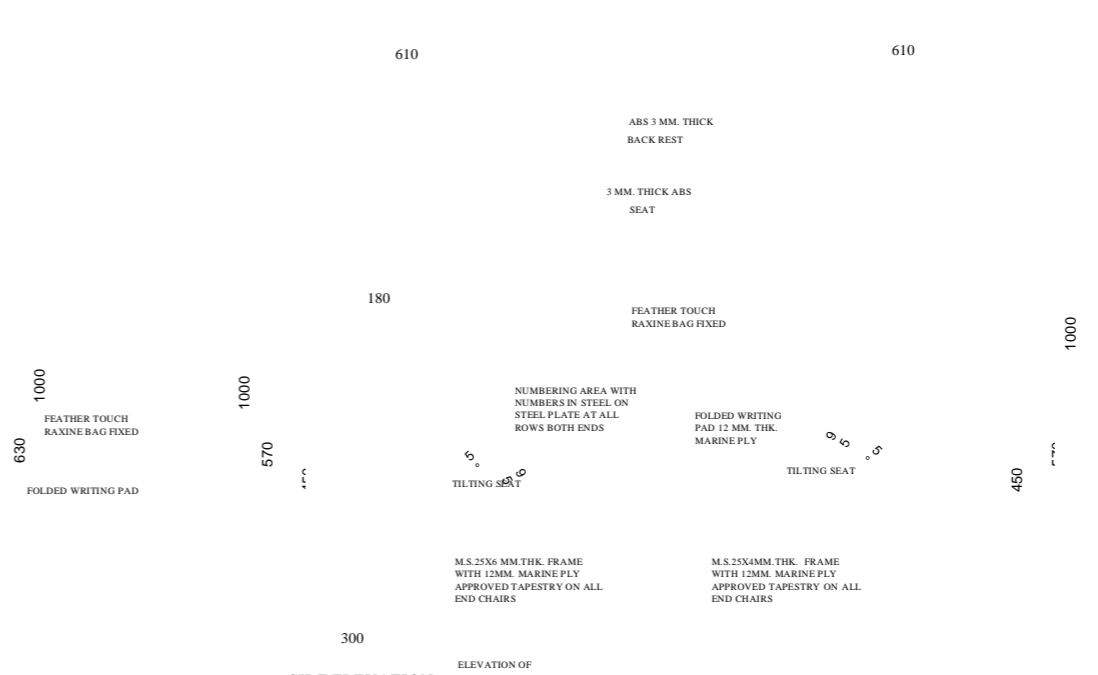 610
610
ABS 3 MM. THICK
BACK REST
3 MM. THICK ABS
SEAT
180
FEATHER TOUCH
RAXINE BAG FIXED
1000
1000
1000
NUMBERING AREA WITH
NUMBERS IN STEEL ON
STEEL PLATE AT ALL
ROWS BOTH ENDS
FEATHER TOUCH
RAXINE BAG FIXED
FOLDED WRITING
PAD 12 MM. THK.
MARINE PLY
630
570
5°
95
95
°5
TILTING SEAT
TILTING SEAT
450
FOLDED WRITING PAD
M.S.25X6 MM.THK. FRAME
WITH 12MM. MARINE PLY
APPROVED TAPESTRY ON ALL
END CHAIRS
M.S.25X4MM.THK. FRAME
WITH 12MM. MARINE PLY
APPROVED TAPESTRY ON ALL
END CHAIRS
300
ELEVATION OF